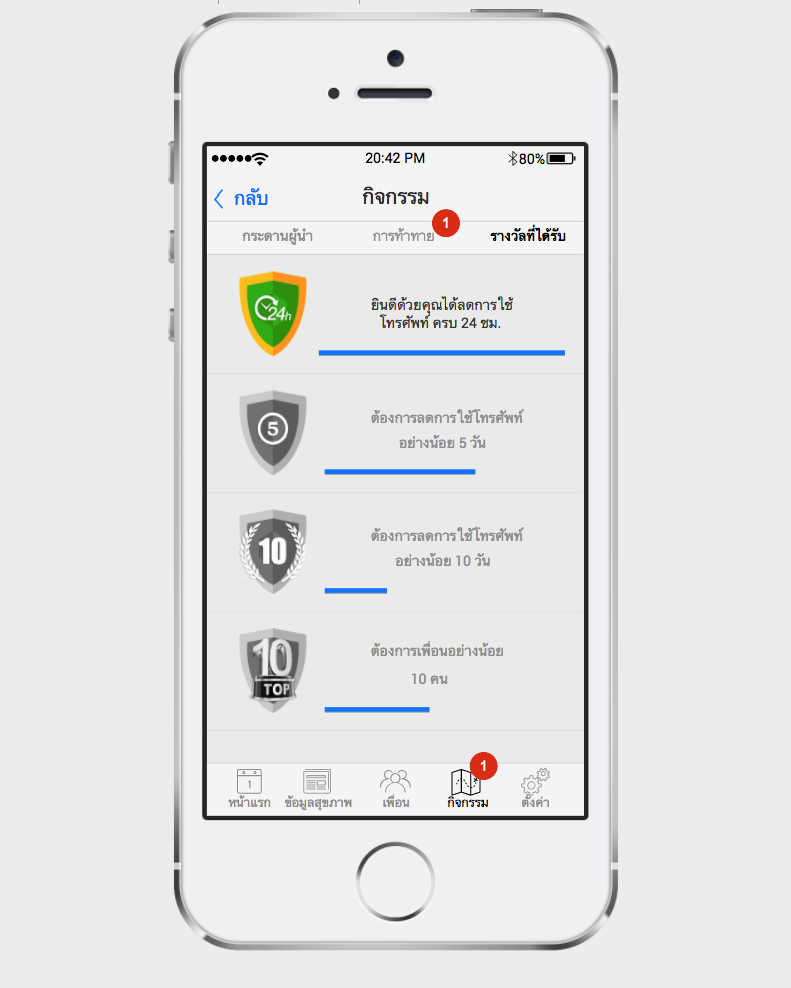 20:42 PM
80%
กลับ
กิจกรรม
1
กระดานผู้นำ
การท้าทาย
รางวัลที่ได้รับ
24h
ยินดีด้วยคุณได้ลดการใช้
โทรศัพท์ ครบ 24 ชม.
5
ต้องการลดการใช้โทรศัพท์
อย่างน้อย 5 วัน
10
ต้องการลดการใช้โทรศัพท์
อย่างน้อย 10 วัน
10
TOP
ต้องการเพื่อนอย่างน้อย
10 คน
1
1
หน้าแรก
ข้อมูลสุขภาพ
เพื่อน
กิจกรรม
ตั้งค่า